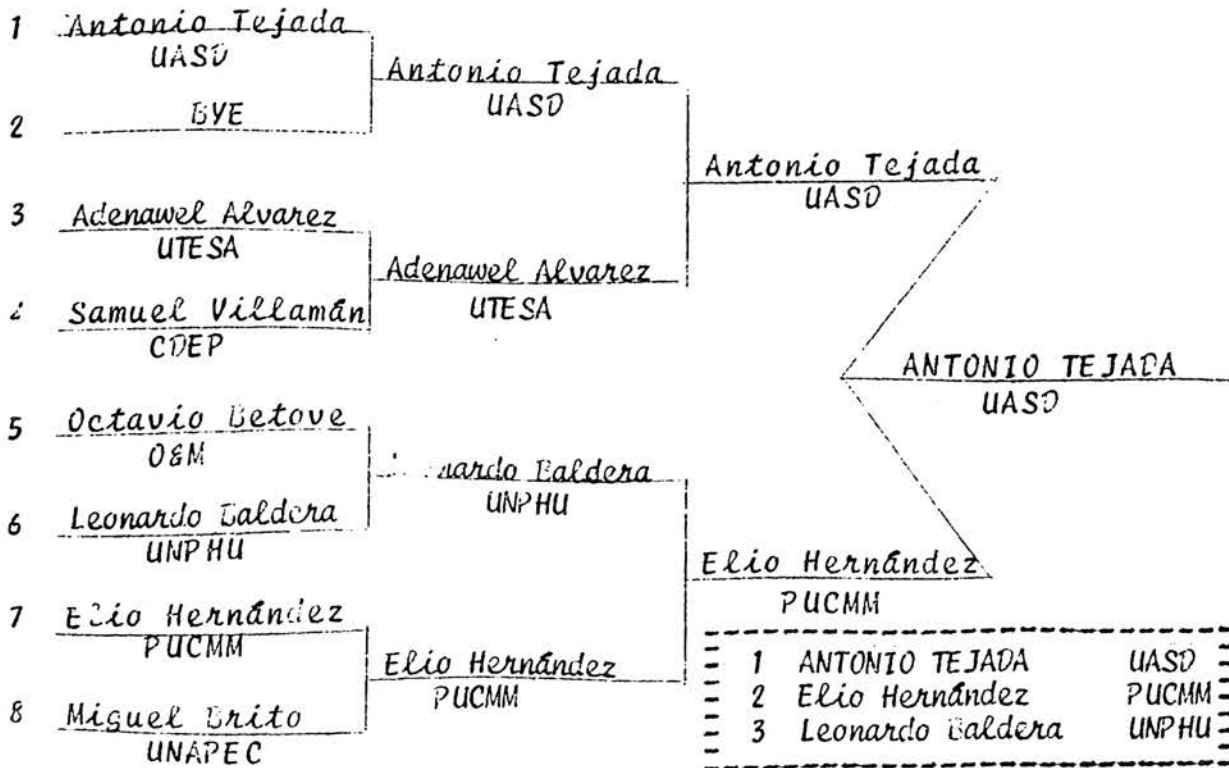 1 Antonio Tejada
UASD
2 BYE
3 Adenawel Alvarez
UTESA
Samuel Villamán
CDEP
5 Octavio Betove
O&M
6 Leonardo Baldera
UNPHU
7 Elio Hernández
PUCMM
8 Miguel Brito
UNAPEC
Antonio Tejada
UASD
Adenawel Alvarez
UTESA
Baldera
UNPHU
Elio Hernández
PUCMM
Antonio Tejada
UASD
Elio Hernández
PUCMM
ANTONIO TEJADA
UASD
1 ANTONIO TEJADA UASD
2 Elio Hernández PUCMM
3 Leonardo Baldera UNPHU